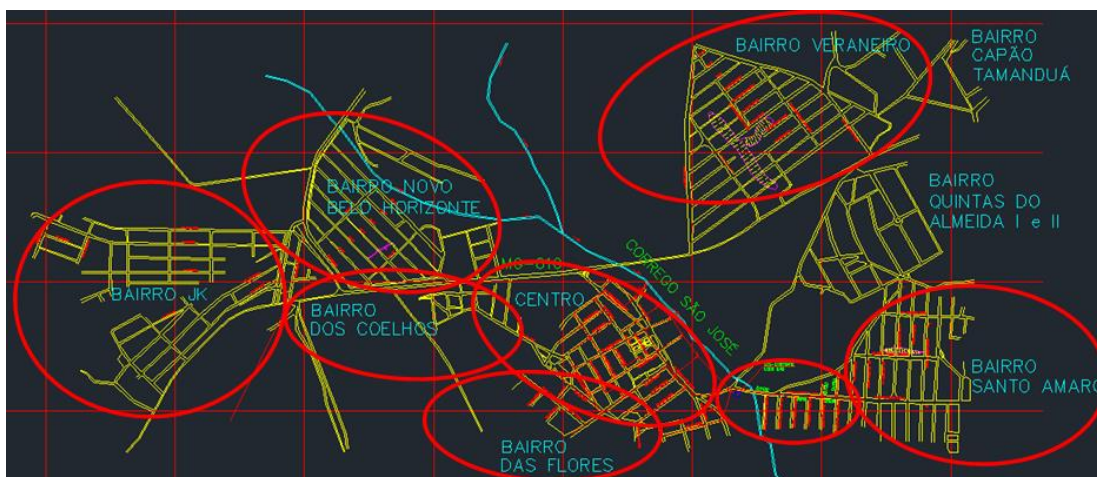 BAIRRO VERANEIRO
BAIRRO
CAPÃO
TAMANDUÁ
BAIRRO NOVO
BELO HORIZONTE
BAIRRO
QUINTAS DO
ALMEIDA I e II
BAIRRO JK
BAIRRO
DOS COELHOS
MG-010
CENTRO
CORREGO SÃO JOSÉ
BAIRRO
SANTO AMARO
BAIRRO
DAS FLORES